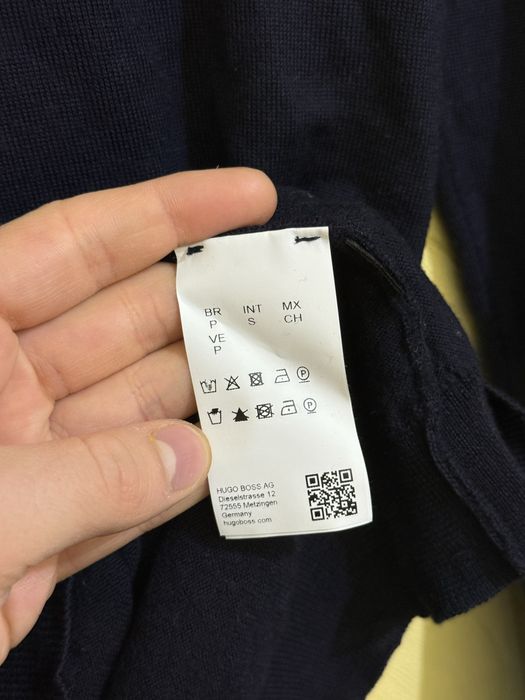 BR INT MX
P S CH
VE
P
P
P
HUGO BOSS AG
Dieselstrasse 12
72555 Metzingen
Germany
hugoboss.com